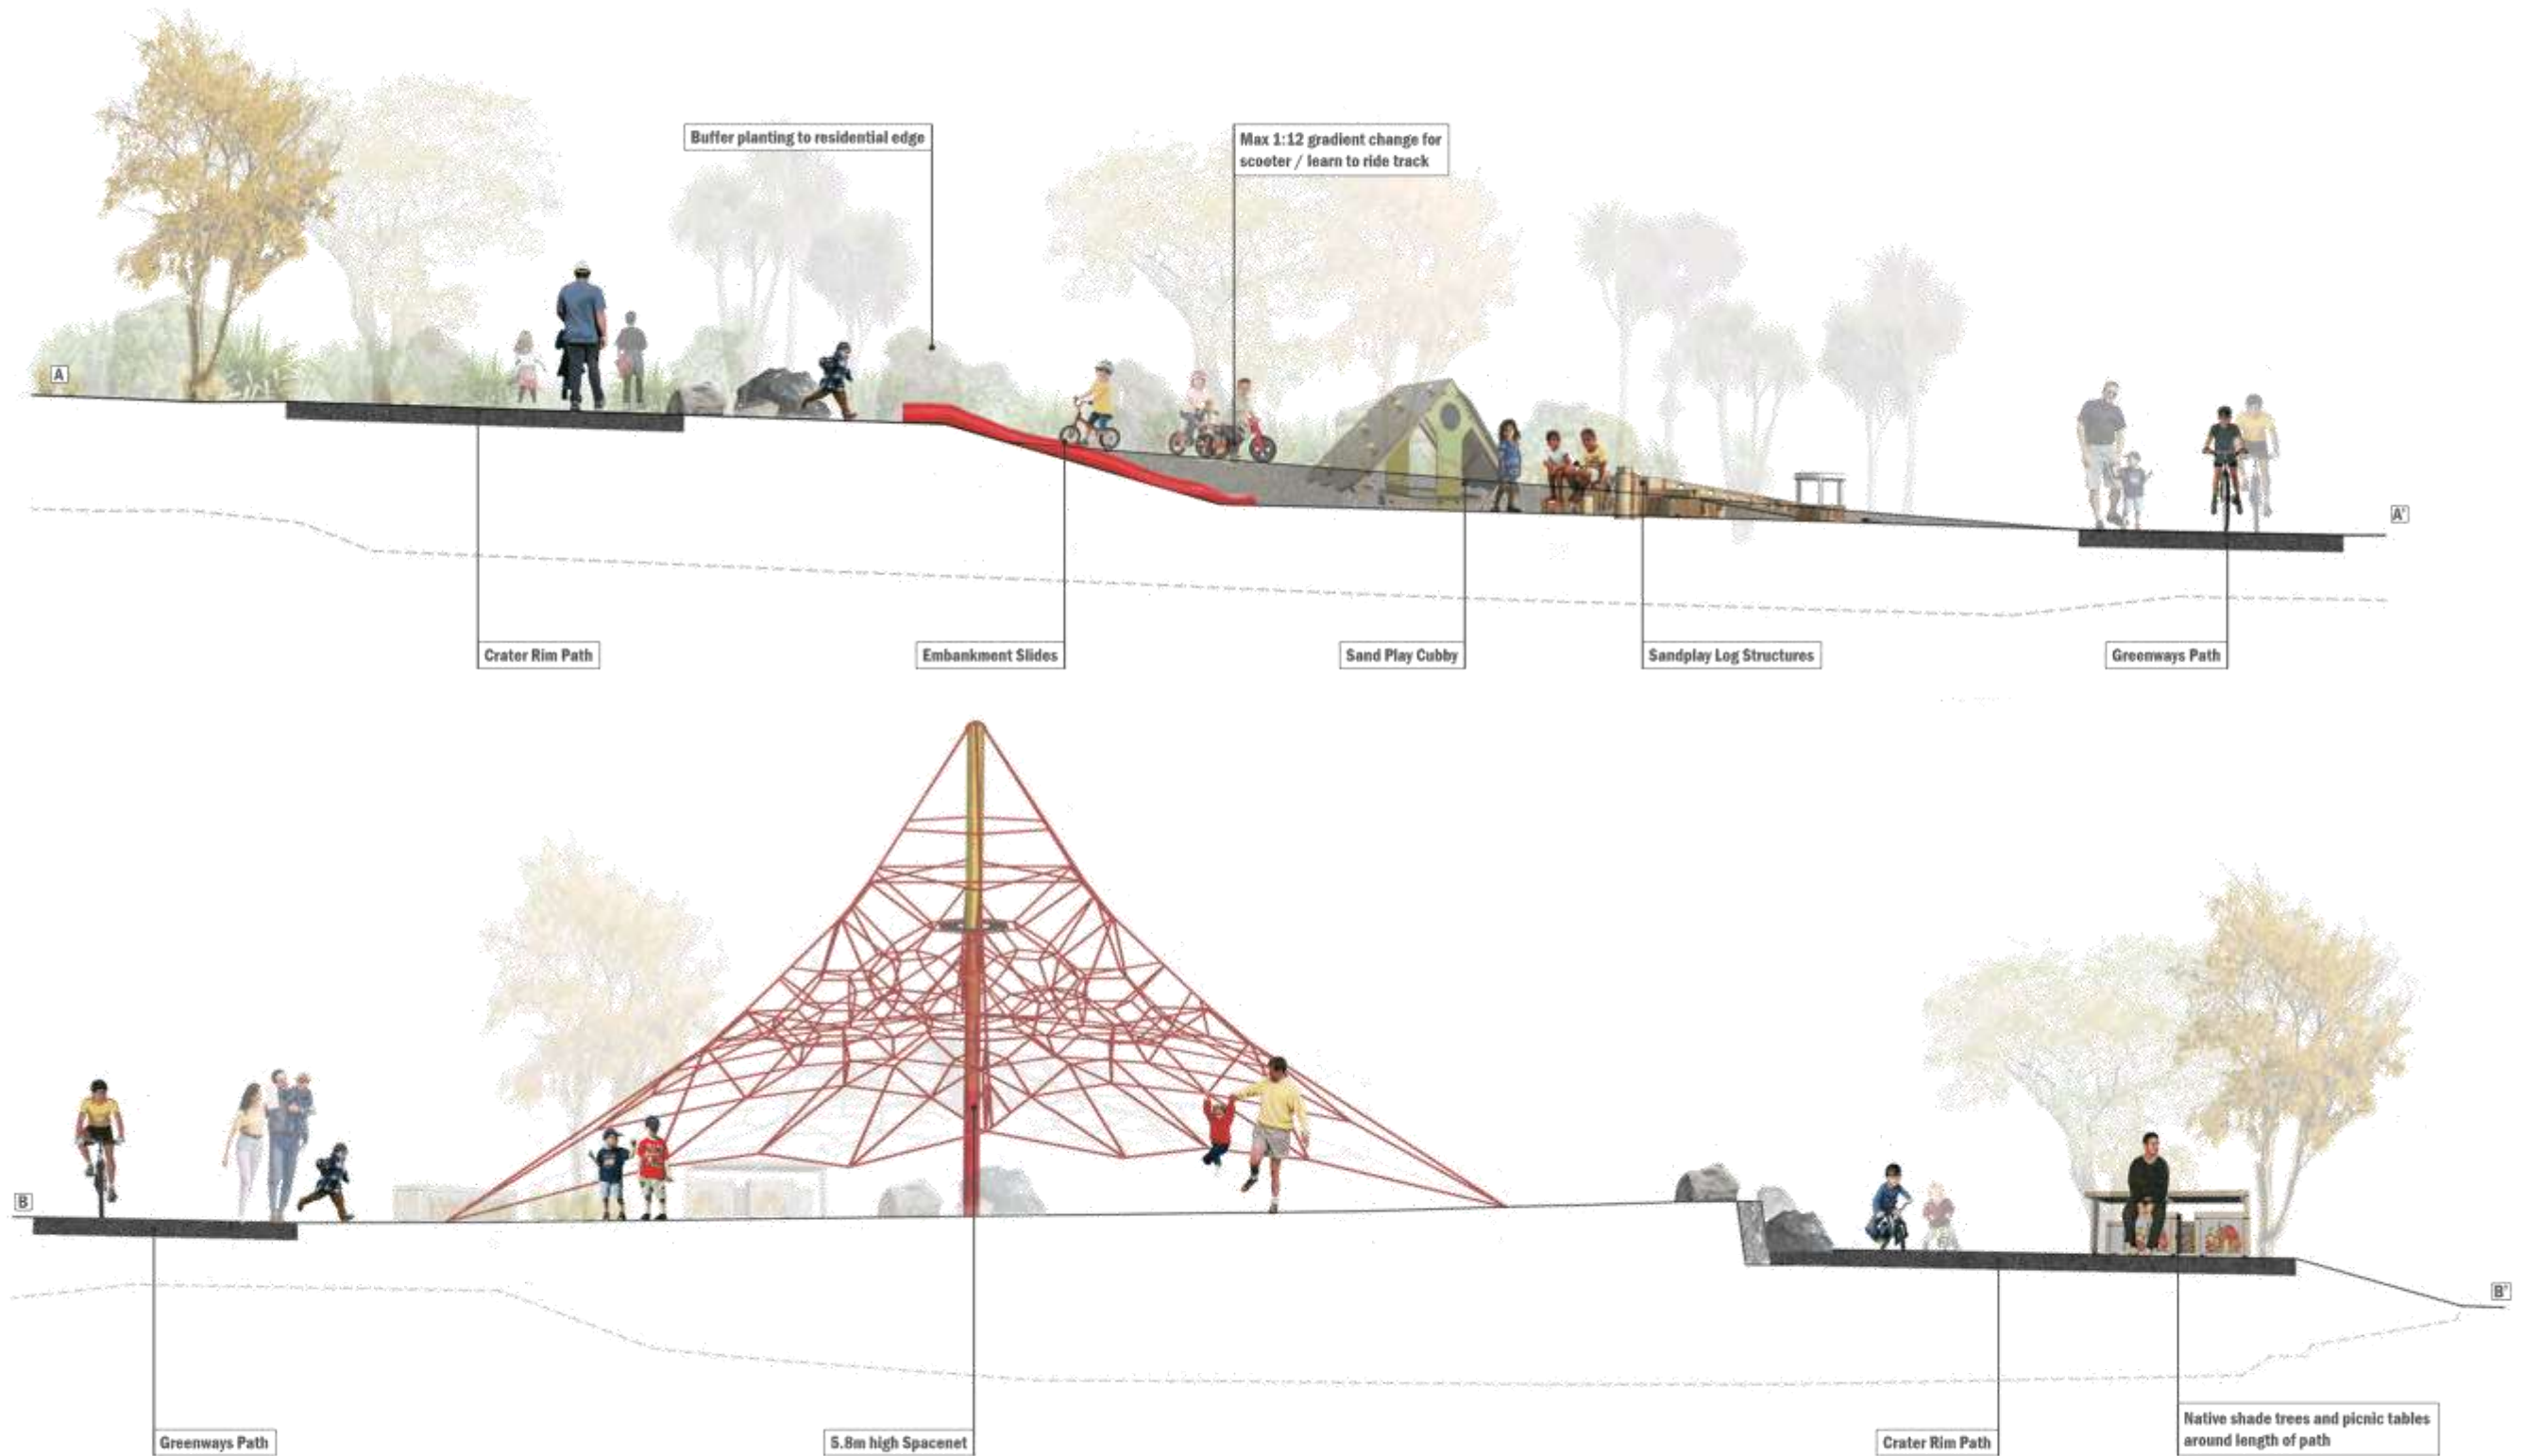 Buffer planting to residential edge
Max 1:12 gradient change for
scooter / learn to ride track
A
A'
Crater Rim Path
Embankment Slides
Sand Play Cubby
Sandplay Log Structures
Greenways Path
B
B'
Greenways Path
5.8m high Spacenet
Crater Rim Path
Native shade trees and picnic tables
around length of path